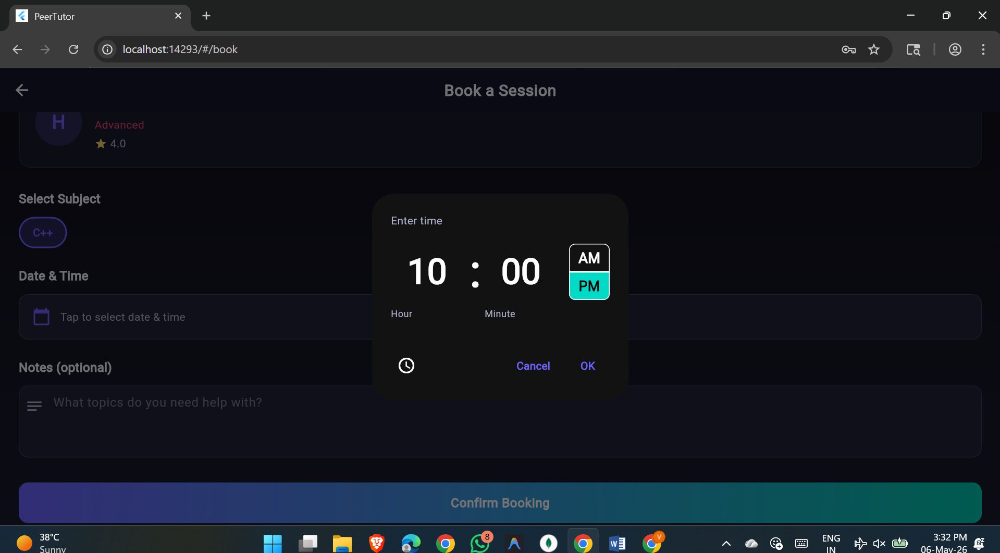 PeerTutor
localhost:14293/#/book
Book a Session
H
Advanced
4.0
Select Subject
C++
Date & Time
Tap to select date & time
Notes (optional)
What topics do you need help with?
Enter time
10 : 00
AM
PM
Hour
Minute
Cancel
OK
Confirm Booking
38°C
Sunny
8
V
W
ENG
IN
3:32 PM
06-May-26